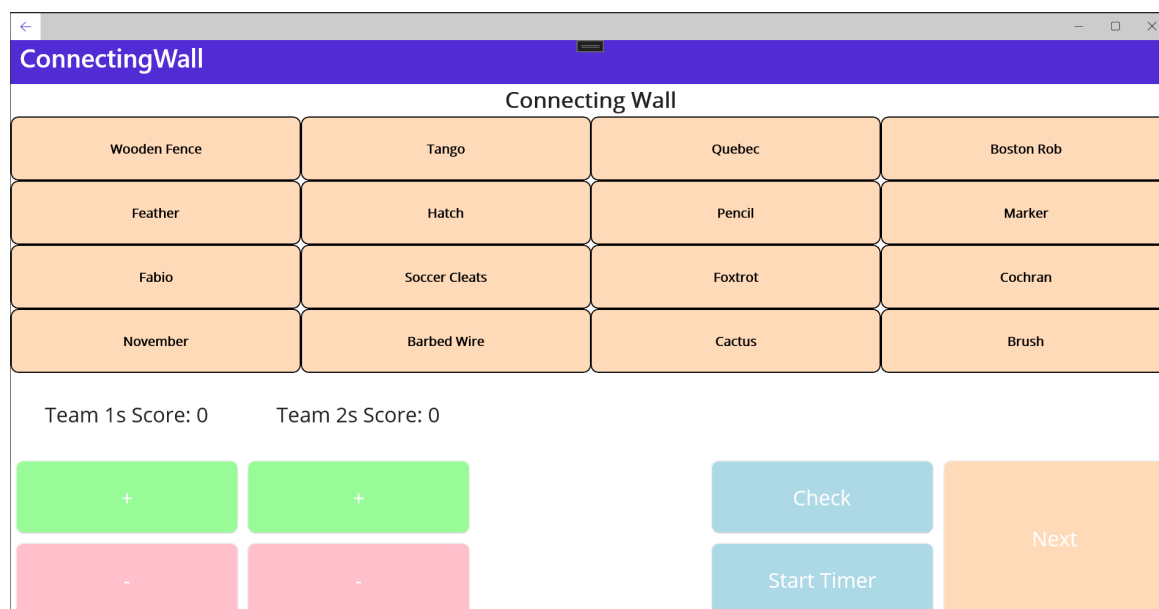 ConnectingWall
Connecting Wall
Wooden Fence Tango Quebec Boston Rob
Feather Hatch Pencil Marker
Fabio Soccer Cleats Foxtrot Cochran
November Barbed Wire Cactus Brush
Team 1s Score: 0 Team 2s Score: 0
+ + Check Next
- - Start Timer